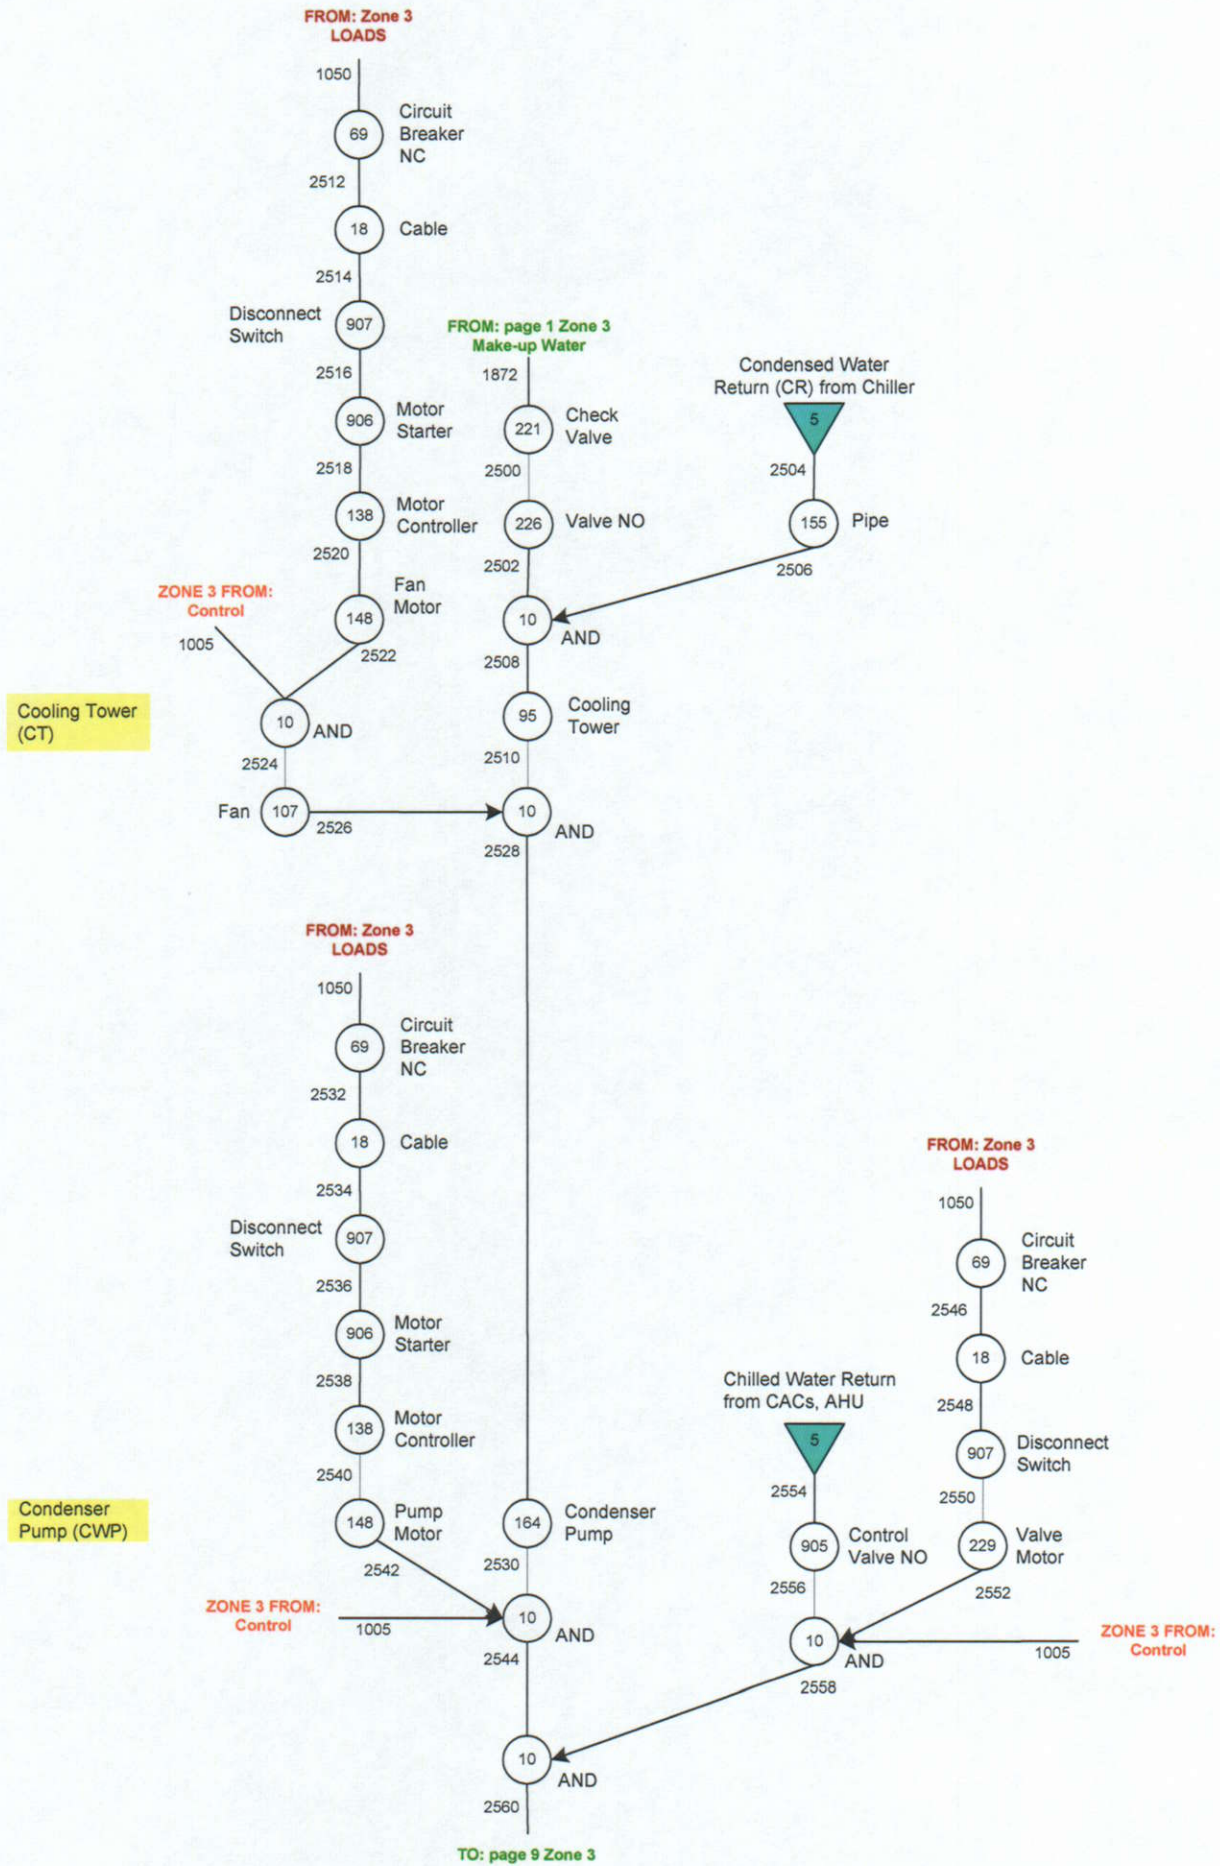 FROM: Zone 3
LOADS
1050
69
Circuit
Breaker
NC
2512
18
Cable
2514
Disconnect
Switch
907
2516
906
Motor
Starter
2518
138
Motor
Controller
2520
148
Fan
Motor
2522
ZONE 3 FROM:
Control
1005
Cooling Tower
(CT)
10
AND
2524
Fan
107
2526
FROM: page 1 Zone 3
Make-up Water
1872
221
Check
Valve
2500
226
Valve NO
2502
Condensed Water
Return (CR) from Chiller
5
2504
155
Pipe
2506
10
AND
2508
95
Cooling
Tower
2510
10
AND
2528
FROM: Zone 3
LOADS
1050
69
Circuit
Breaker
NC
2532
18
Cable
2534
Disconnect
Switch
907
2536
906
Motor
Starter
2538
138
Motor
Controller
2540
Condenser
Pump (CWP)
148
Pump
Motor
2542
164
Condenser
Pump
2530
ZONE 3 FROM:
Control
1005
10
AND
2544
FROM: Zone 3
LOADS
1050
69
Circuit
Breaker
NC
2546
18
Cable
2548
907
Disconnect
Switch
2550
229
Valve
Motor
2552
Chilled Water Return
from CACs, AHU
5
2554
905
Control
Valve NO
2556
10
AND
1005
ZONE 3 FROM:
Control
2558
10
AND
2560
TO: page 9 Zone 3